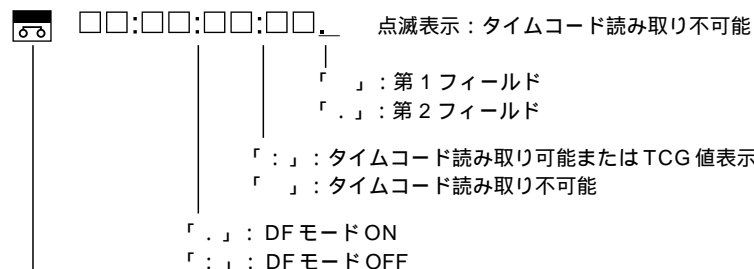 □□:□□:□□:□□. 点滅表示：タイムコード読み取り不可能
「　」：第1フィールド
「．」：第2フィールド
「：」：タイムコード読み取り可能またはTCG値表示
「　」：タイムコード読み取り不可能
「．」：DFモードON
「：」：DFモードOFF